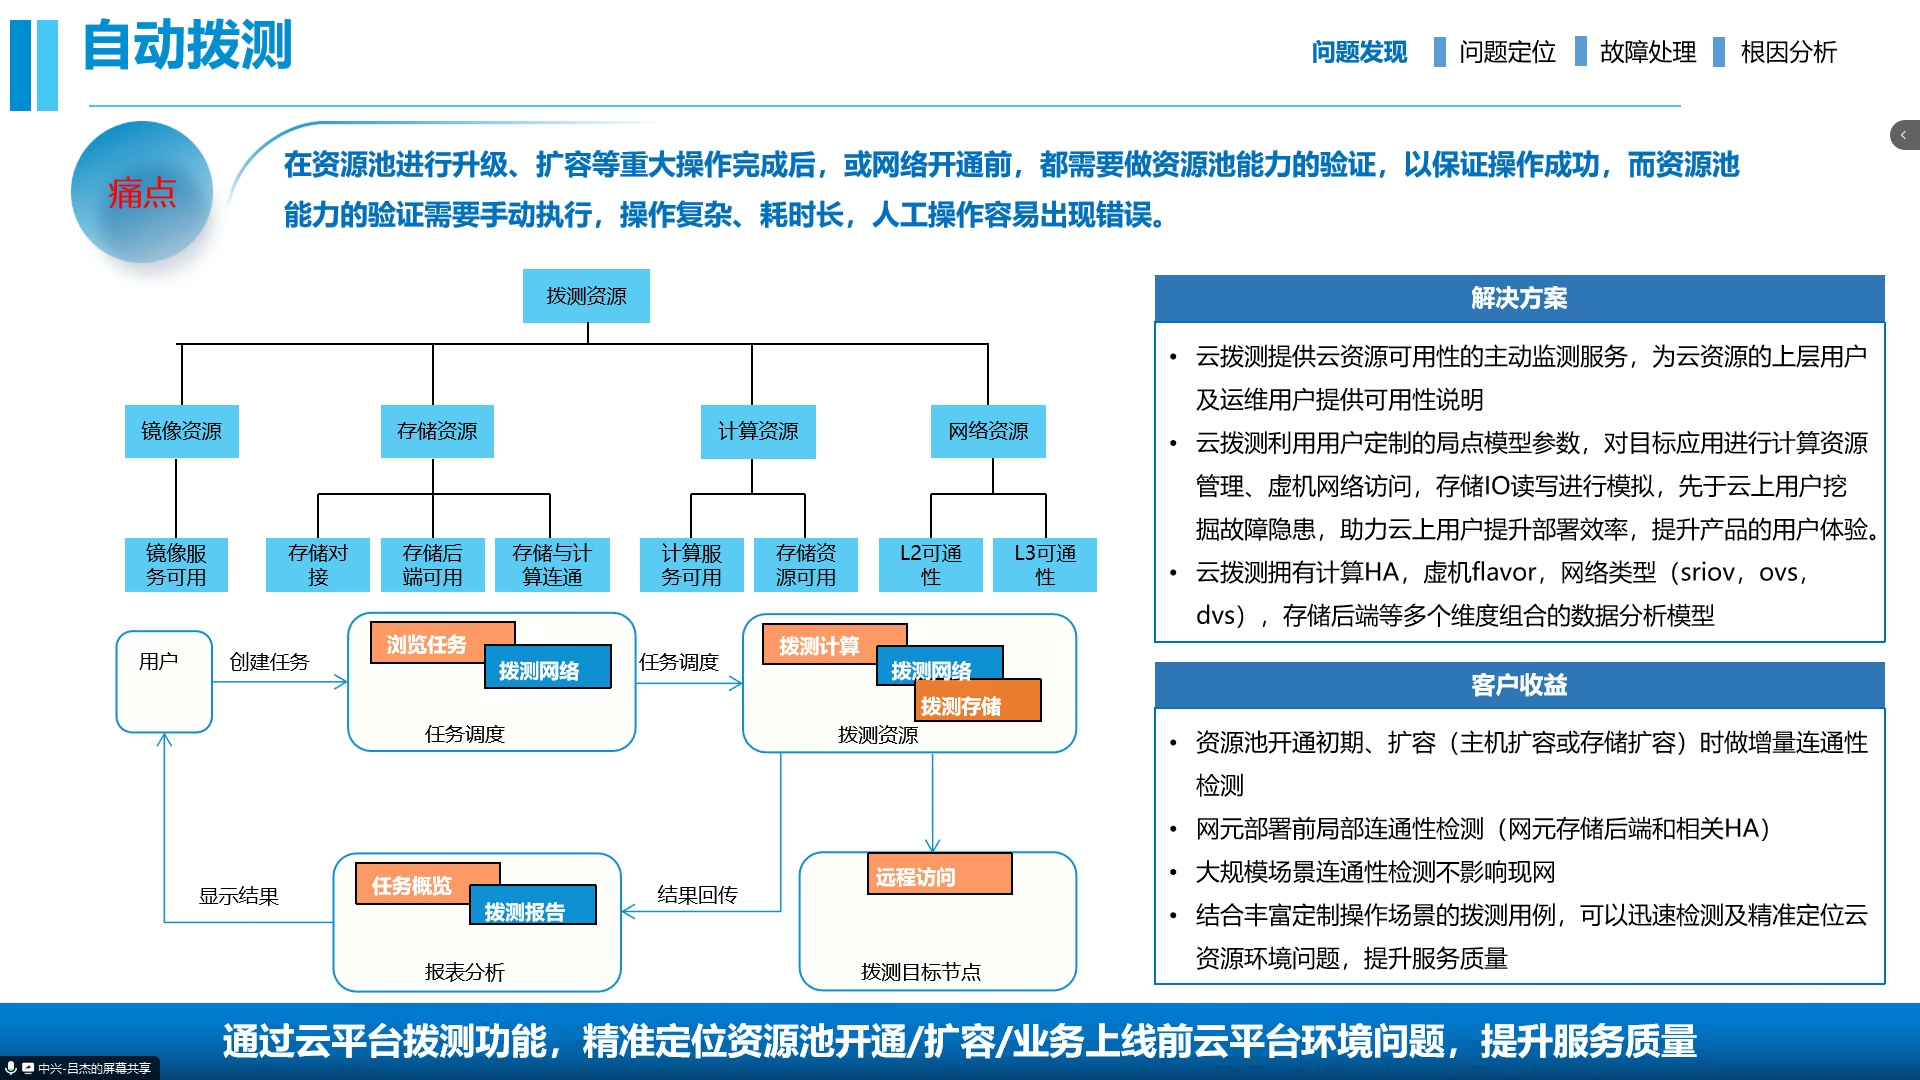 自动拨测
问题发现 问题定位 故障处理 根因分析
痛点
在资源池进行升级、扩容等重大操作完成后，或网络开通前，都需要做资源池能力的验证，以保证操作成功，而资源池
能力的验证需要手动执行，操作复杂、耗时长，人工操作容易出现错误。
拨测资源
镜像资源 存储资源 计算资源 网络资源
镜像服
务可用
存储对
接
存储后
端可用
存储与计
算连通
计算服
务可用
存储资
源可用
L2可通
性
L3可通
性
用户
创建任务
浏览任务
拨测网络
任务调度
任务调度
拨测计算
拨测网络
拨测存储
拨测资源
显示结果
任务概览
拨测报告
报表分析
结果回传
远程访问
拨测目标节点
解决方案
• 云拨测提供云资源可用性的主动监测服务，为云资源的上层用户
及运维用户提供可用性说明
• 云拨测利用用户定制的局点模型参数，对目标应用进行计算资源
管理、虚机网络访问，存储IO读写进行模拟，先于云上用户挖
掘故障隐患，助力云上用户提升部署效率，提升产品的用户体验。
• 云拨测拥有计算HA，虚机flavor，网络类型（sriov，ovs，
dvs），存储后端等多个维度组合的数据分析模型
客户收益
• 资源池开通初期、扩容（主机扩容或存储扩容）时做增量连通性
检测
• 网元部署前局部连通性检测（网元存储后端和相关HA）
• 大规模场景连通性检测不影响现网
• 结合丰富定制操作场景的拨测用例，可以迅速检测及精准定位云
资源环境问题，提升服务质量
通过云平台拨测功能，精准定位资源池开通/扩容/业务上线前云平台环境问题，提升服务质量
中兴-吕杰的屏幕共享